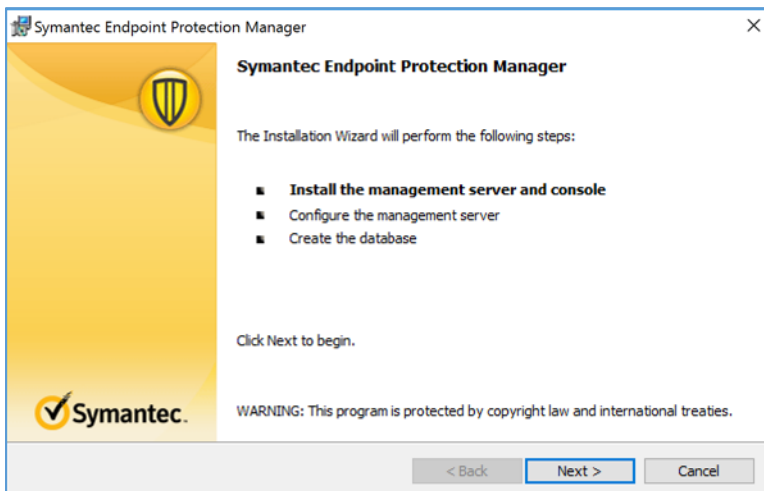 Symantec Endpoint Protection Manager
Symantec Endpoint Protection Manager
The Installation Wizard will perform the following steps:
Install the management server and console
Configure the management server
Create the database
Click Next to begin.
Symantec.
WARNING: This program is protected by copyright law and international treaties.
< Back
Next >
Cancel